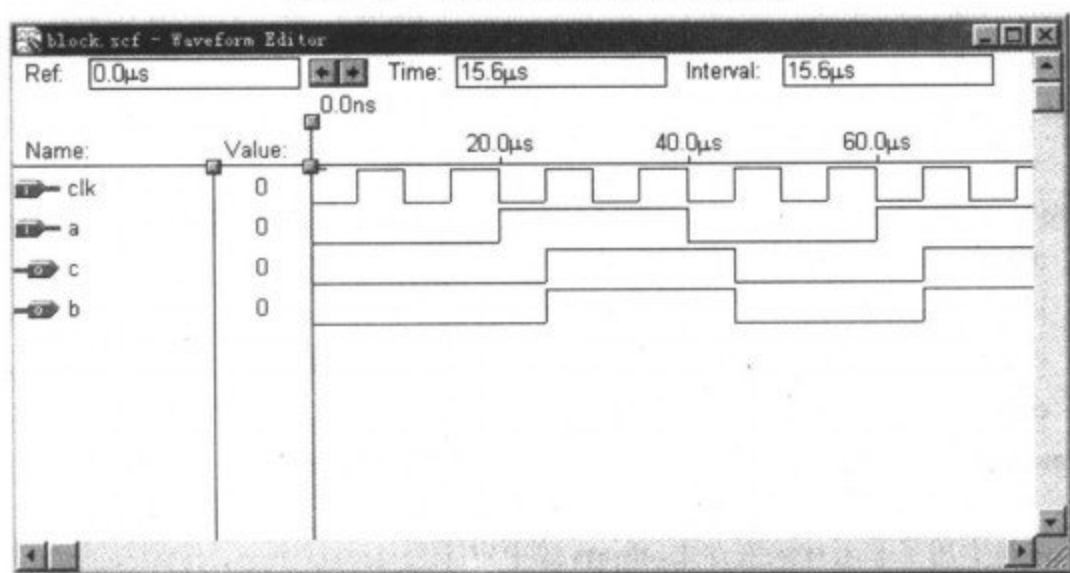 block.scf - Waveform Editor
Ref: 0.0μs Time: 15.6μs Interval: 15.6μs
0.0ns
Name: Value: 20.0μs 40.0μs 60.0μs
clk 0
a 0
c 0
b 0